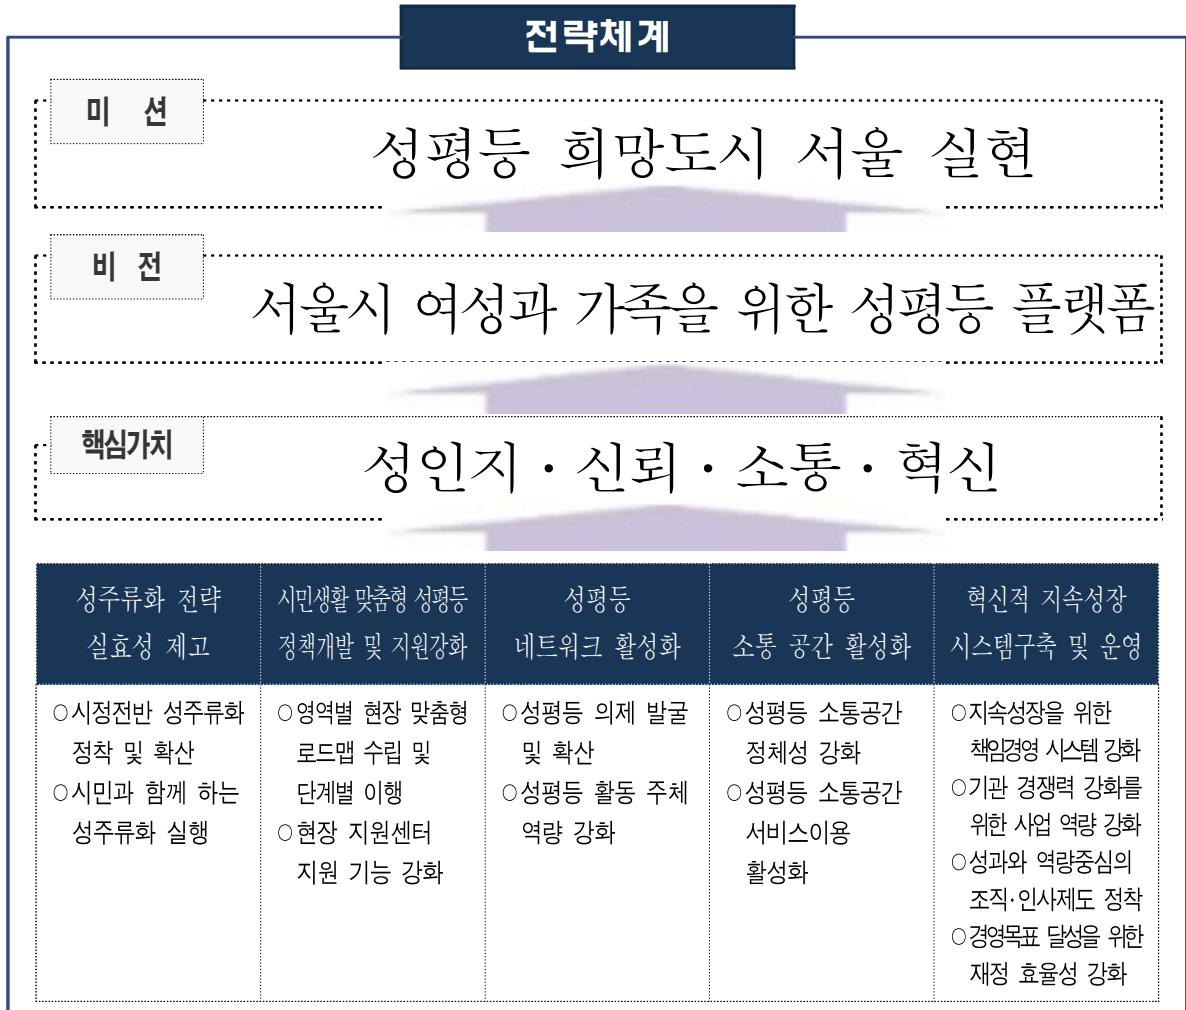 전략체계
미 션
성평등 희망도시 서울 실현
비 전
서울시 여성과 가족을 위한 성평등 플랫폼
핵심가치
성인지 · 신뢰 · 소통 · 혁신
성주류화 전략
실효성 제고
시민생활 맞춤형 성평등
정책개발 및 지원강화
성평등
네트워크 활성화
성평등
소통 공간 활성화
혁신적 지속성장
시스템구축 및 운영
○시정전반 성주류화
정착 및 확산
○시민과 함께 하는
성주류화 실행
○영역별 현장 맞춤형
로드맵 수립 및
단계별 이행
○현장 지원센터
지원 기능 강화
○성평등 의제 발굴
및 확산
○성평등 활동 주체
역량 강화
○성평등 소통공간
정체성 강화
○성평등 소통공간
서비스이용
활성화
○지속성장을 위한
책임경영 시스템 강화
○기관 경쟁력 강화를
위한 사업 역량 강화
○성과와 역량중심의
조직·인사제도 정착
○경영목표 달성을 위한
재정 효율성 강화